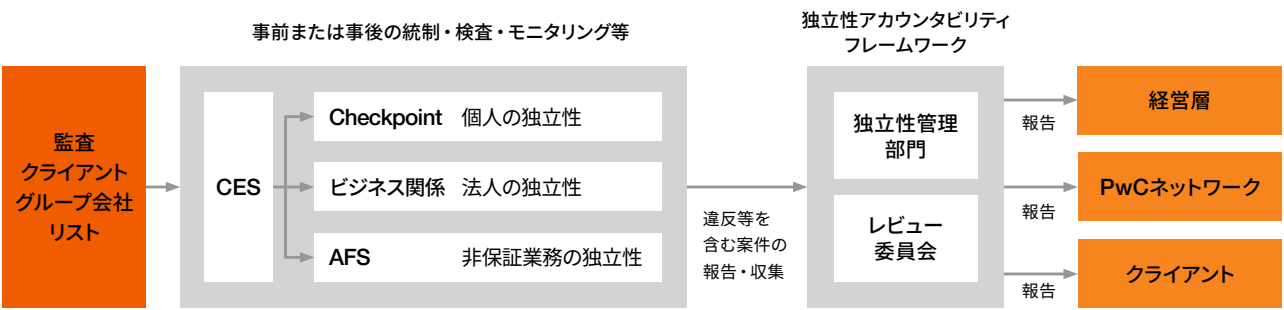 事前または事後の統制・検査・モニタリング等
独立性アカウンタビリティ
フレームワーク
監査
クライアント
グループ会社
リスト
CES
Checkpoint 個人の独立性
ビジネス関係 法人の独立性
AFS 非保証業務の独立性
違反等を
含む案件の
報告・収集
独立性管理
部門
レビュー
委員会
報告
経営層
報告
PwCネットワーク
報告
クライアント